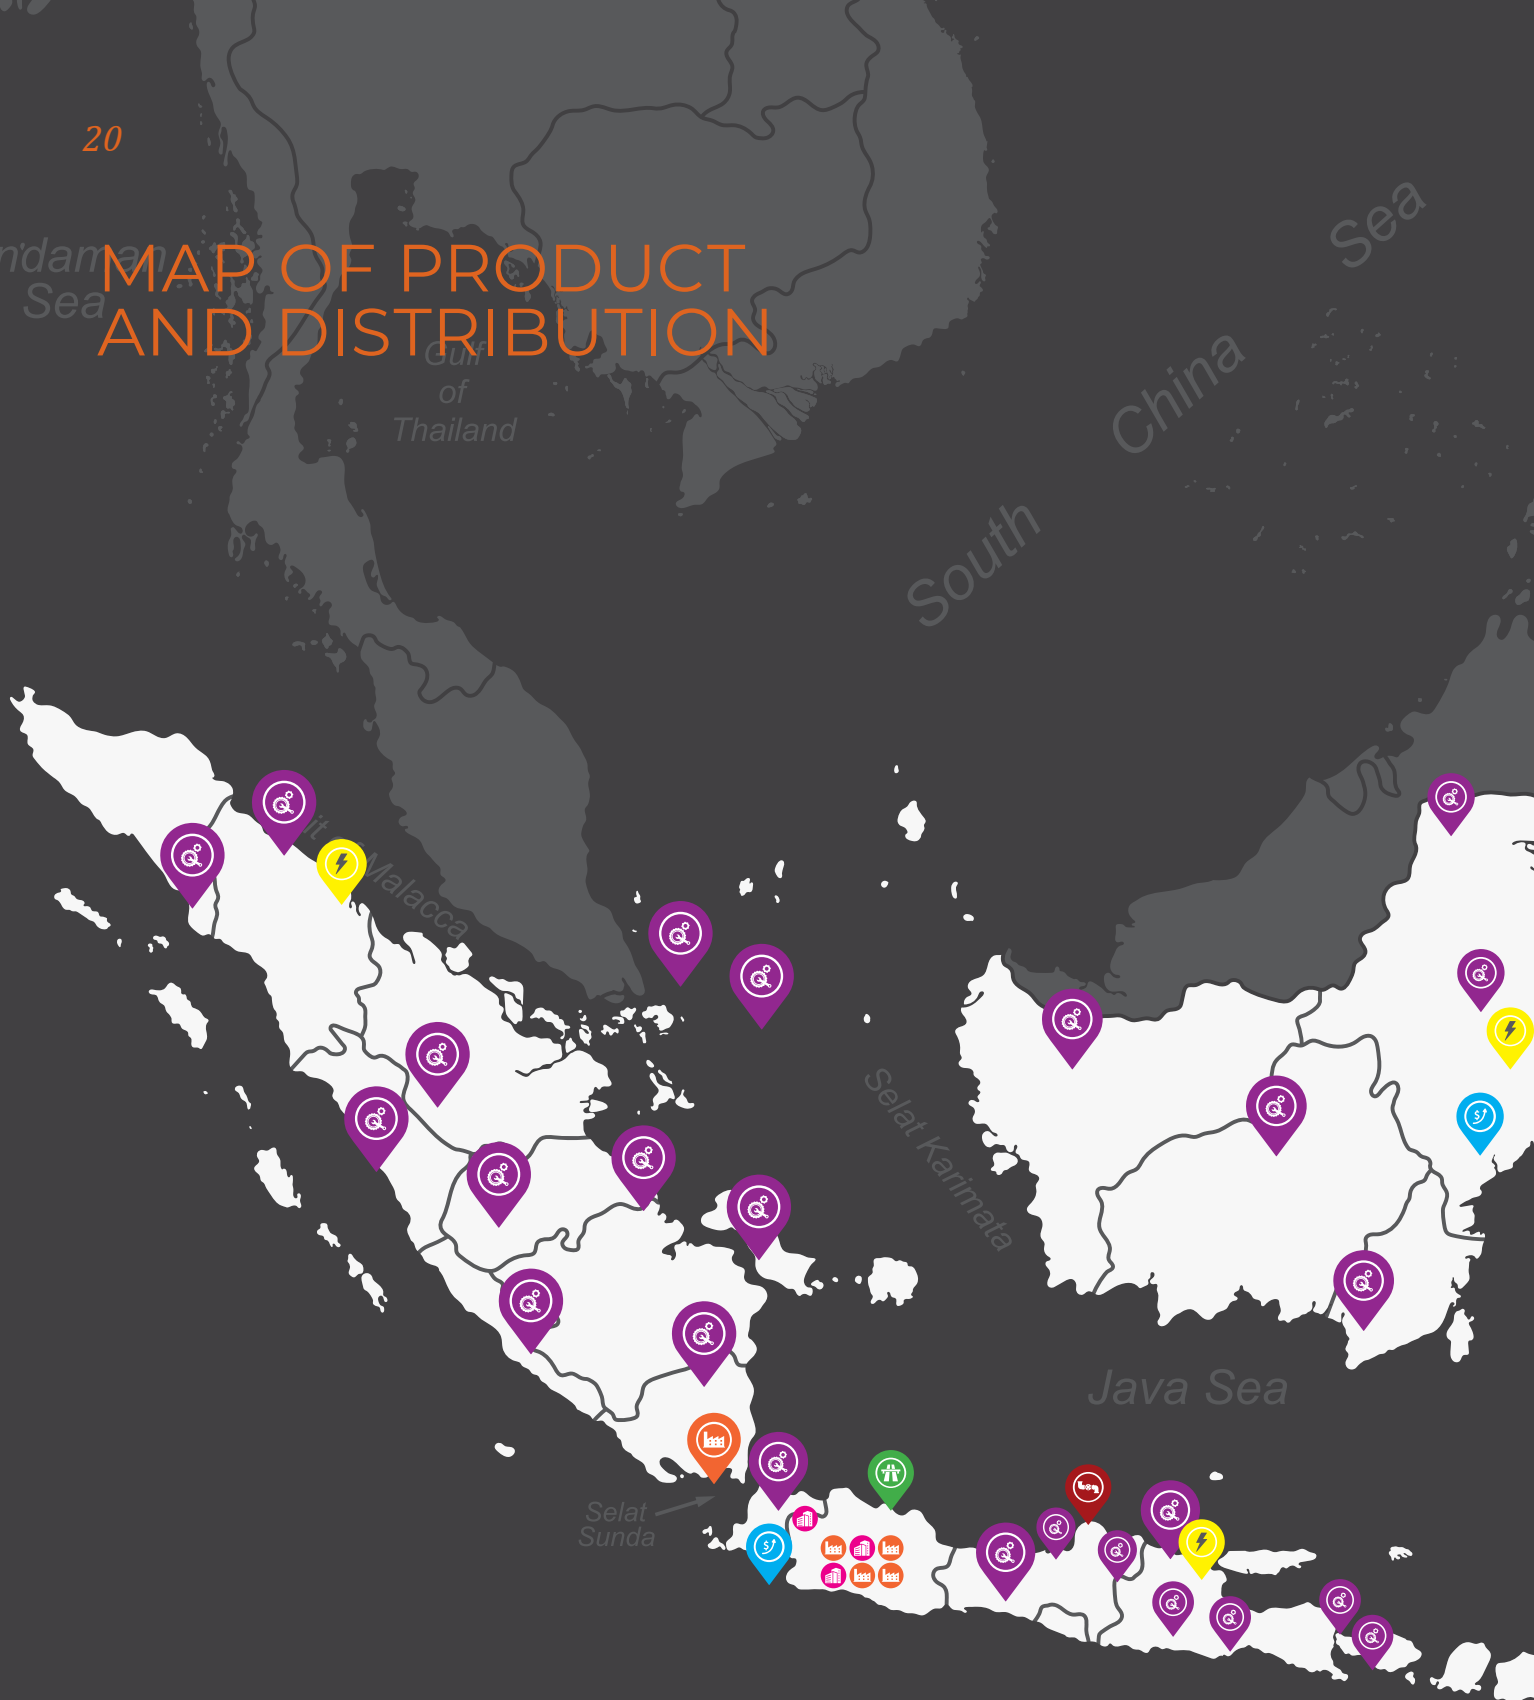 20
MAP OF PRODUCT
AND DISTRIBUTION
Sea
Gulf
of
Thailand
South China Sea
Malacca
Selat Karimata
Java Sea
Selat
Sunda